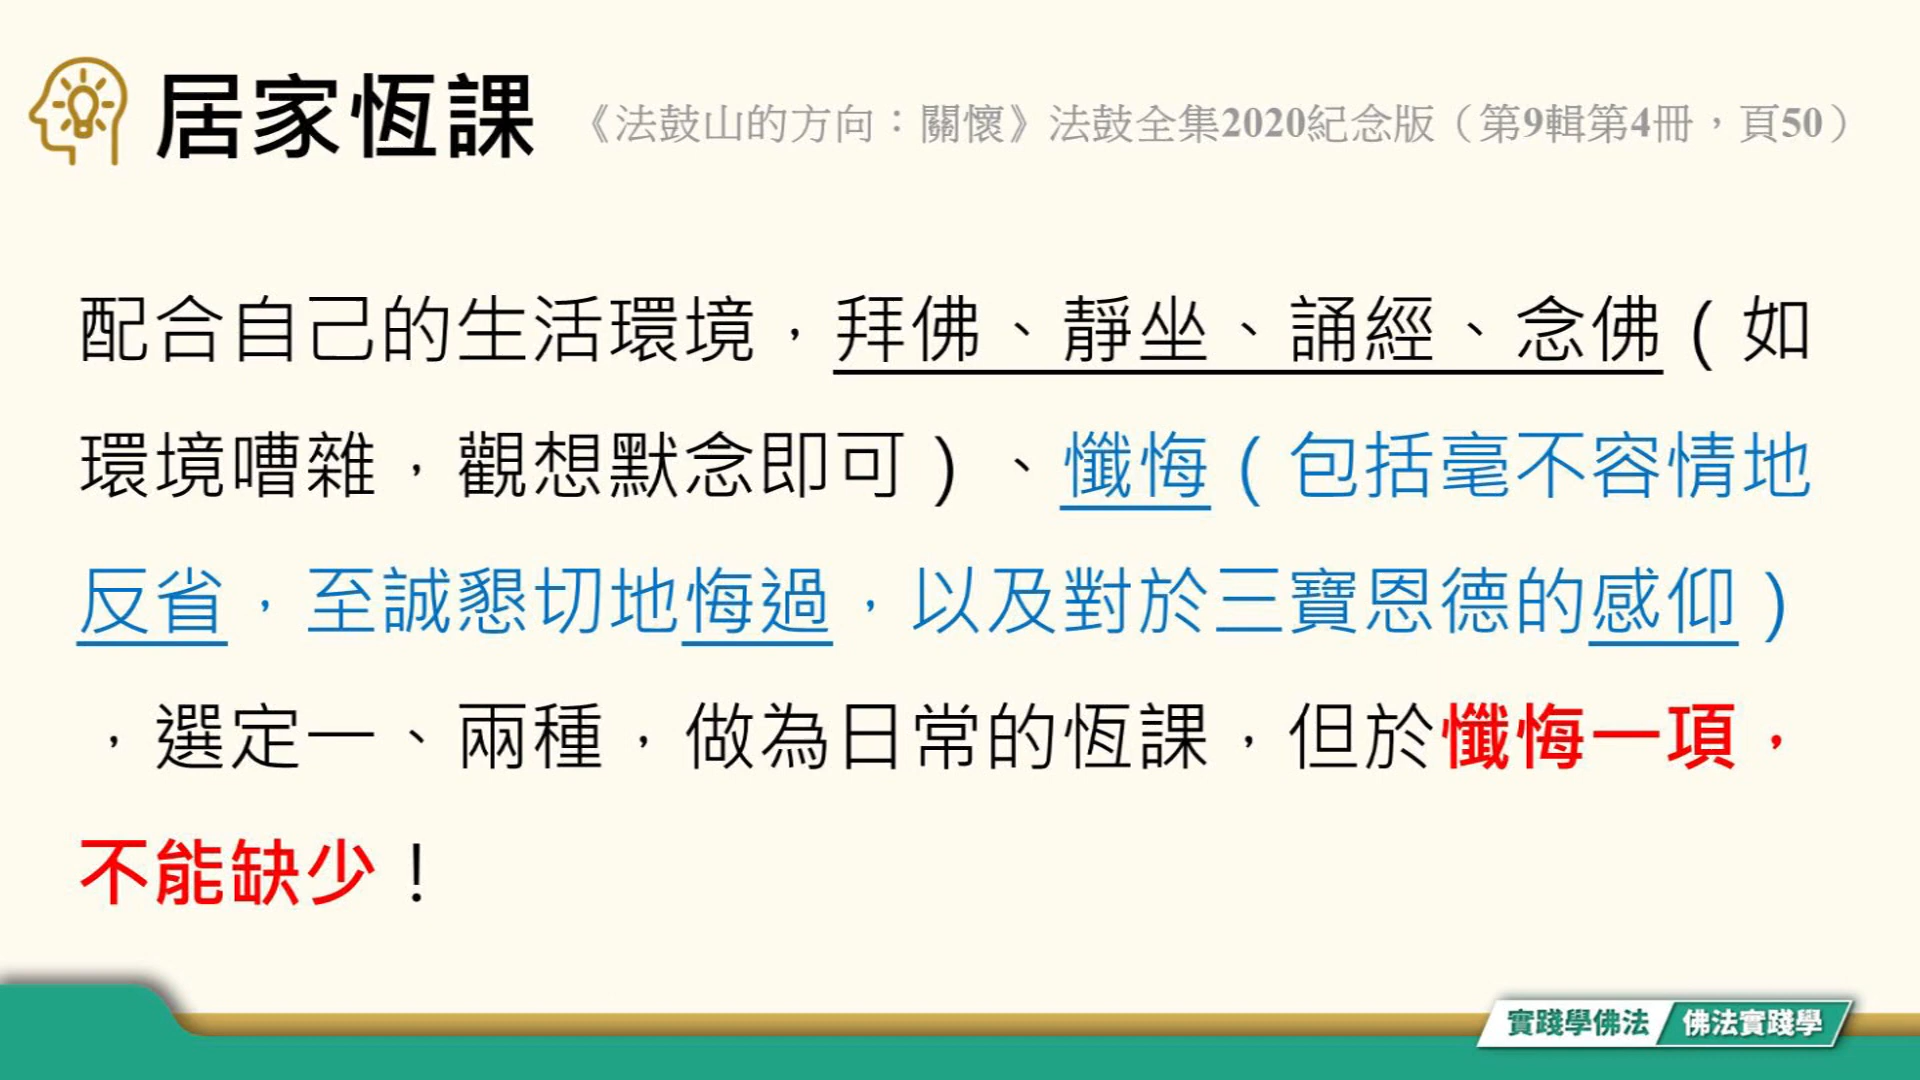 居家恆課 《法鼓山的方向：關懷》法鼓全集2020紀念版（第9輯第4冊，頁50）
配合自己的生活環境，拜佛、靜坐、誦經、念佛（如
環境嘈雜，觀想默念即可）、懺悔（包括毫不容情地
反省，至誠懇切地悔過，以及對於三寶恩德的感仰）
，選定一、兩種，做為日常的恆課，但於懺悔一項，
不能缺少！
實踐學佛法 佛法實踐學